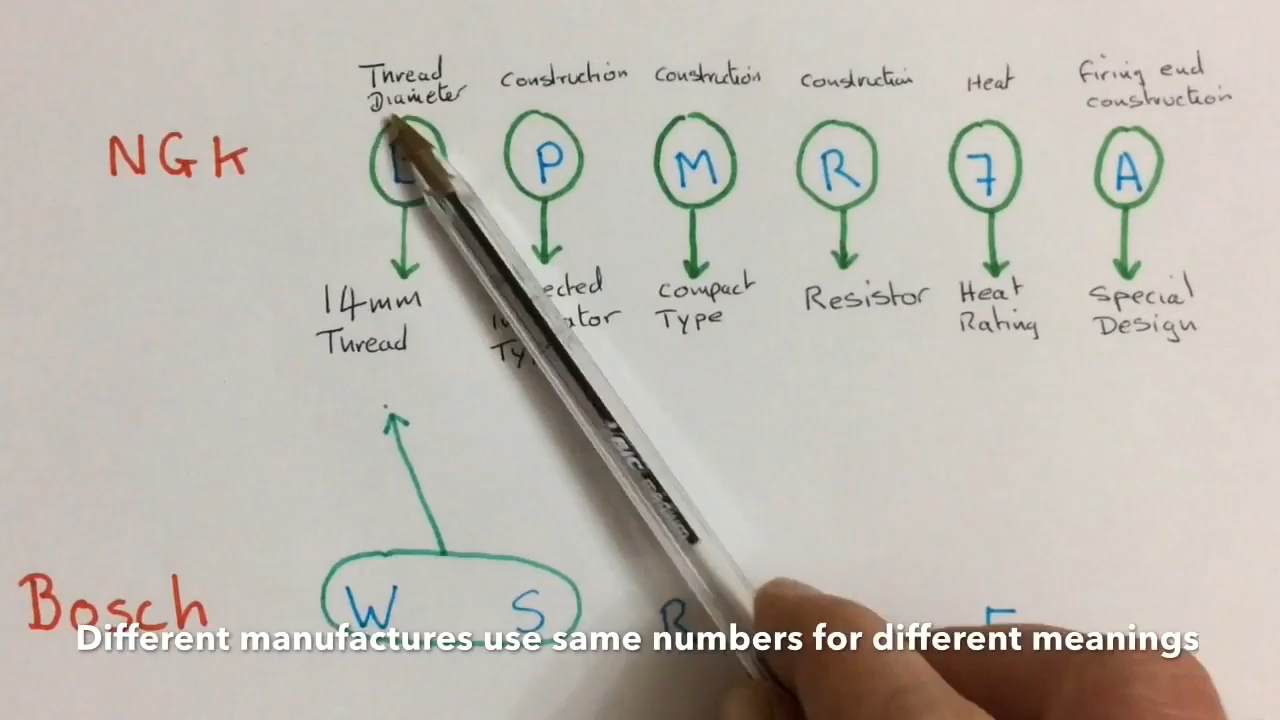 Thread
Diameter
Construction
Construction
Construction
Heat
firing end
construction
NGK
P
M
R
7
A
14mm
Thread
Compact
Type
Resistor
Heat
Rating
Special
Design
BIC
Bosch
W S
R
Different manufactures use same numbers for different meanings